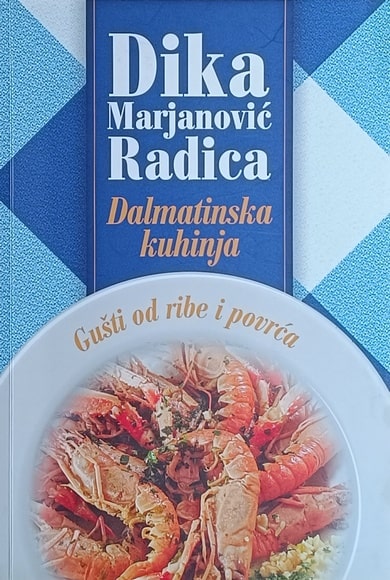 Dika
Marjanović
Radica
Dalmatinska
kuhinja
Gušti od ribe i povrća